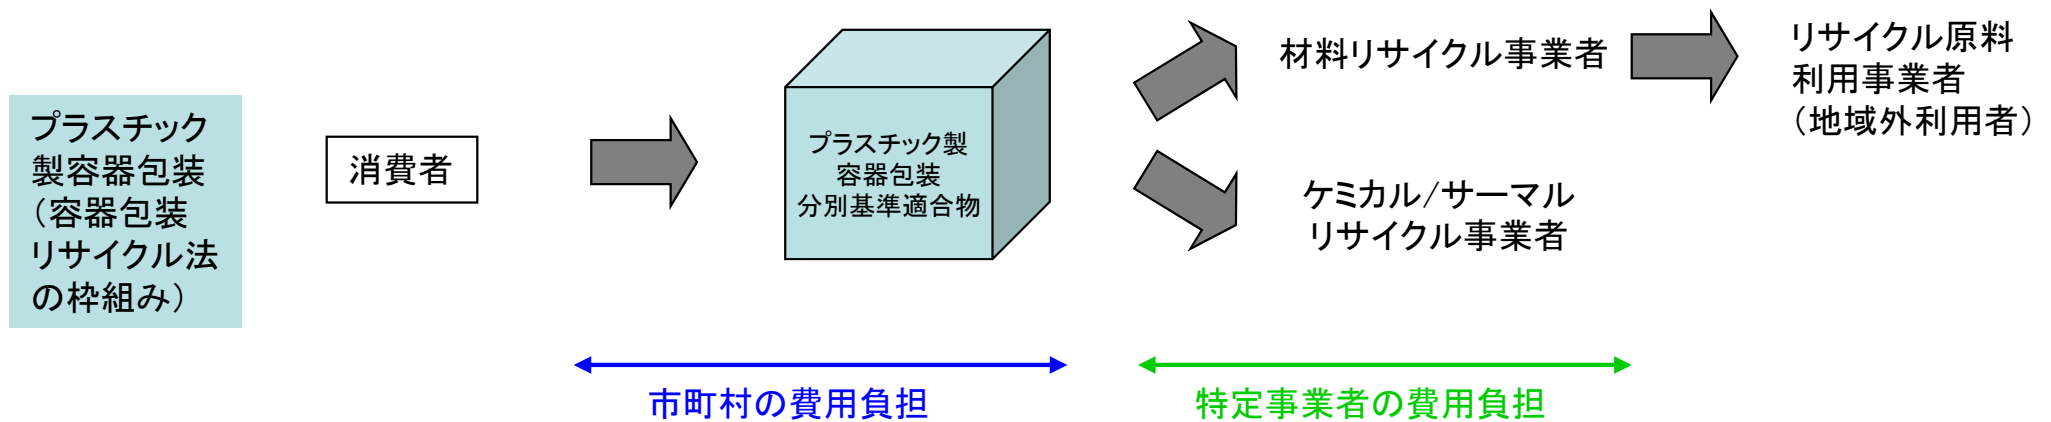 プラスチック
製容器包装
（容器包装
リサイクル法
の枠組み）
消費者
プラスチック製
容器包装
分別基準適合物
材料リサイクル事業者
ケミカル/サーマル
リサイクル事業者
リサイクル原料
利用事業者
（地域外利用者）
市町村の費用負担
特定事業者の費用負担